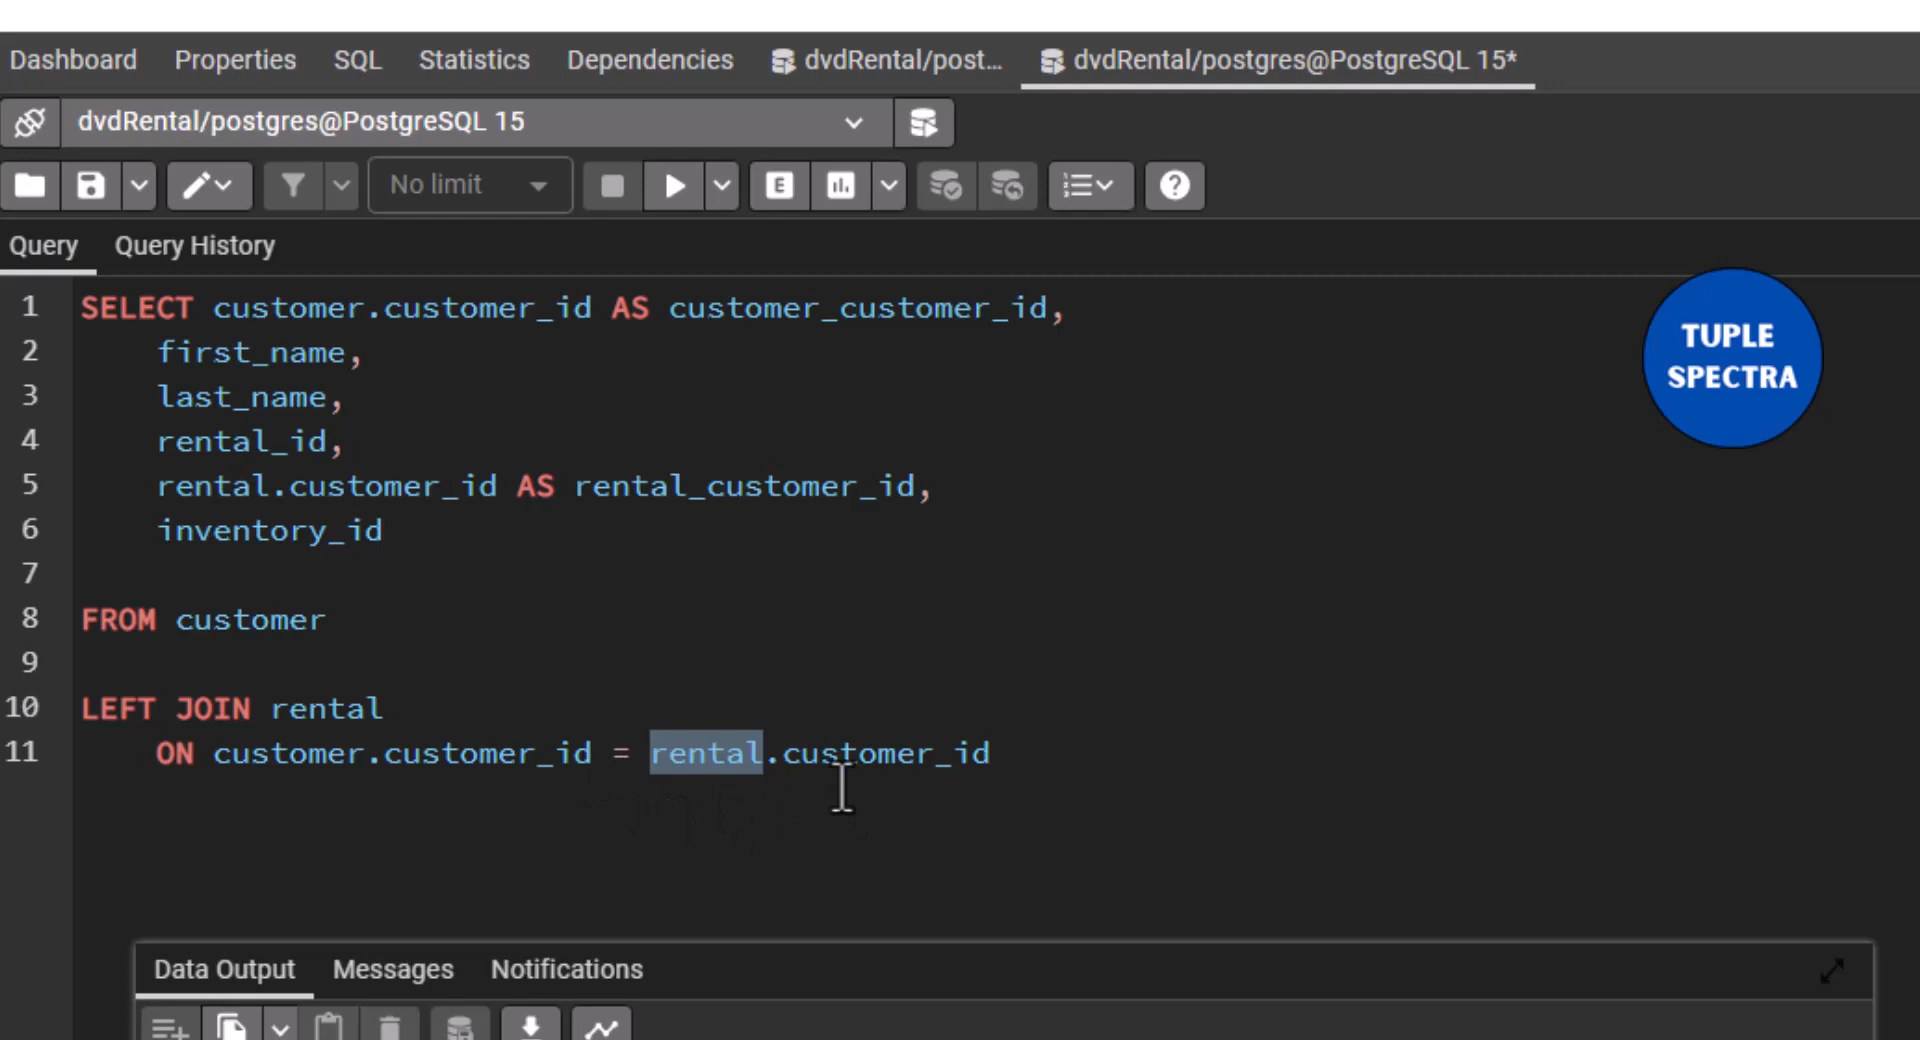 Dashboard Properties SQL Statistics Dependencies dvdRental/post... dvdRental/postgres@PostgreSQL 15*
dvdRental/postgres@PostgreSQL 15
No limit E
Query Query History
1 SELECT customer.customer_id AS customer_customer_id,
2 first_name,
3 last_name,
4 rental_id,
5 rental.customer_id AS rental_customer_id,
6 inventory_id
7
8 FROM customer
9
10 LEFT JOIN rental
11 ON customer.customer_id = rental.customer_id
TUPLE
SPECTRA
Data Output Messages Notifications